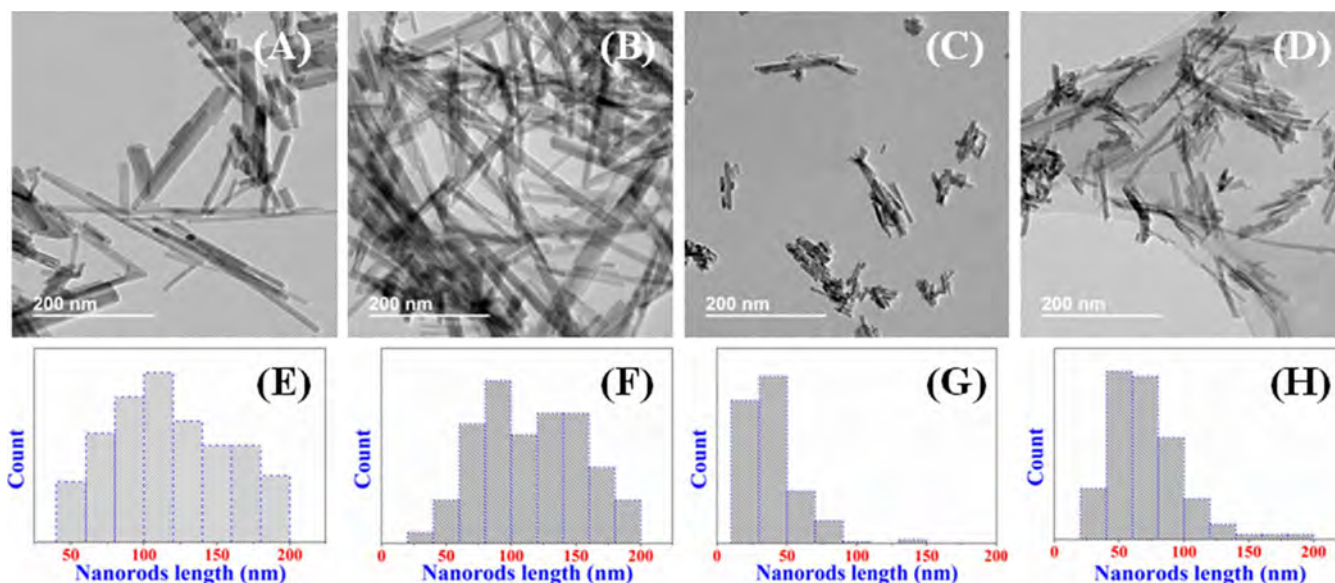 (A)
(B)
(C)
(D)
200 nm
200 nm
200 nm
200 nm
(E)
(F)
(G)
(H)
Count
Count
Count
Count
50 100 150 200
50 100 150 200
0 50 100 150 200
0 50 100 150 200
Nanorods length (nm)
Nanorods length (nm)
Nanorods length (nm)
Nanorods length (nm)